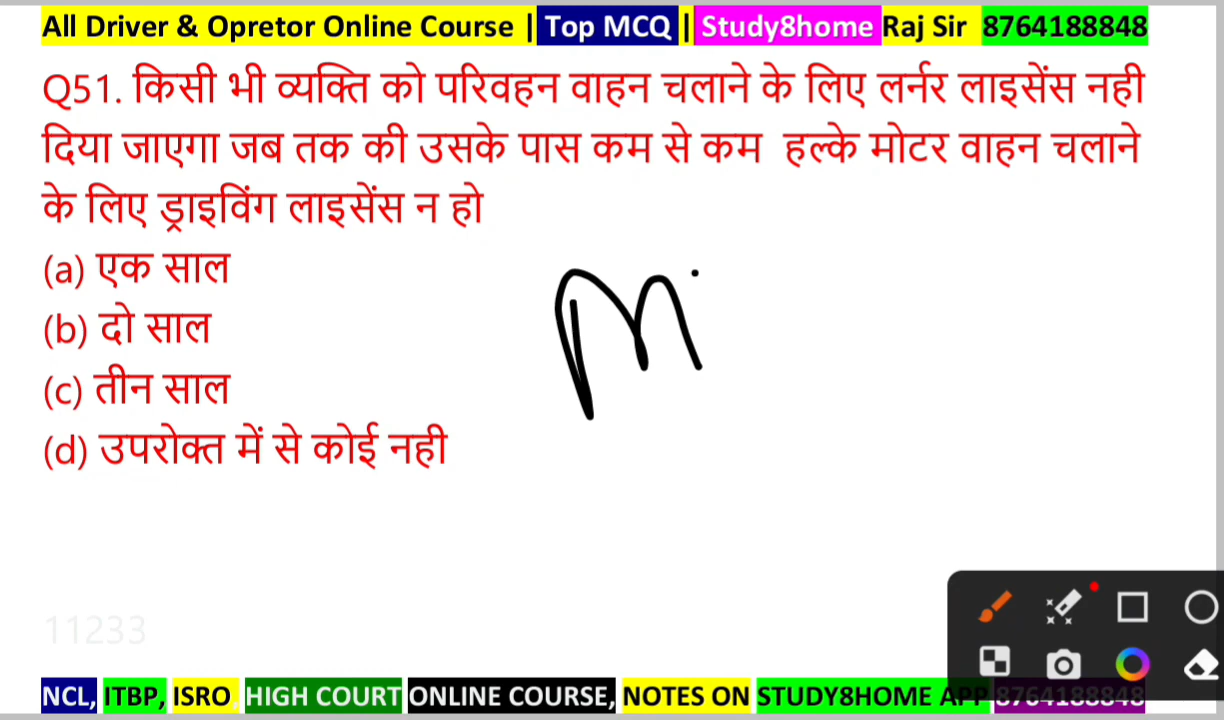 All Driver & Opretor Online Course | Top MCQ | Study8home Raj Sir 8764188848
Q51. किसी भी व्यक्ति को परिवहन वाहन चलाने के लिए लर्नर लाइसेंस नही
दिया जाएगा जब तक की उसके पास कम से कम हल्के मोटर वाहन चलाने
के लिए ड्राइविंग लाइसेंस न हो
(a) एक साल
(b) दो साल
(c) तीन साल
(d) उपरोक्त में से कोई नही
11233
NCL, ITBP, ISRO, HIGH COURT ONLINE COURSE, NOTES ON STUDY8HOME APP 8764188848